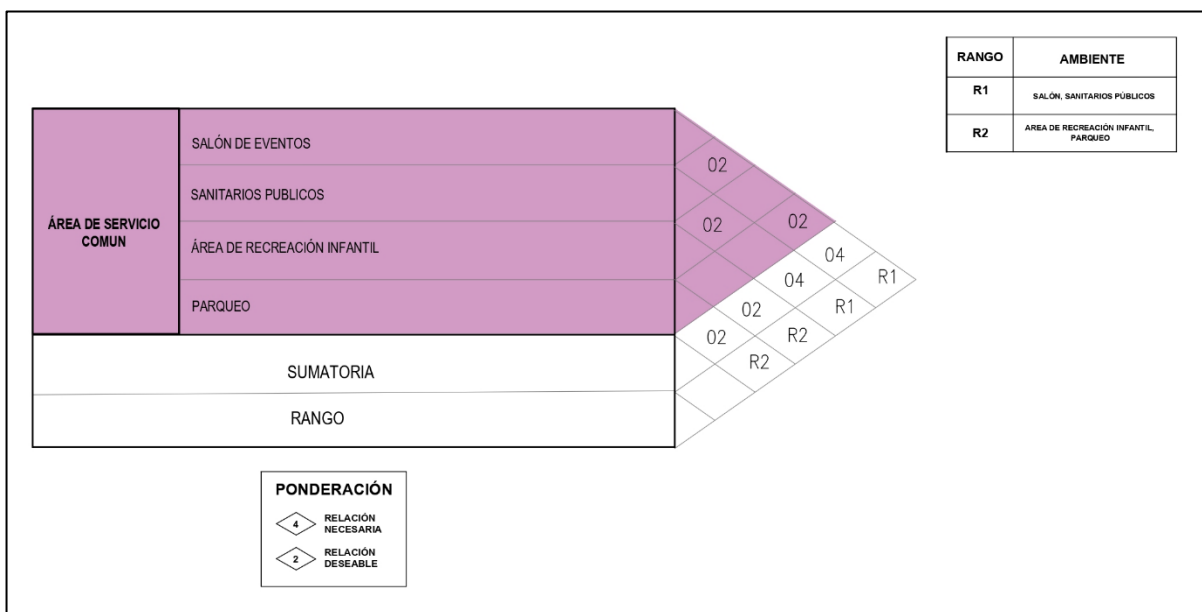 RANGO AMBIENTE
R1 SALÓN, SANITARIOS PÚBLICOS
R2 AREA DE RECREACIÓN INFANTIL,
PARQUEO
ÁREA DE SERVICIO
COMUN
SALÓN DE EVENTOS
SANITARIOS PUBLICOS
ÁREA DE RECREACIÓN INFANTIL
PARQUEO
SUMATORIA
RANGO
02
02 02
04
04 R1
02 R1
02 R2
R2
PONDERACIÓN
4 RELACIÓN
NECESARIA
2 RELACIÓN
DESEABLE